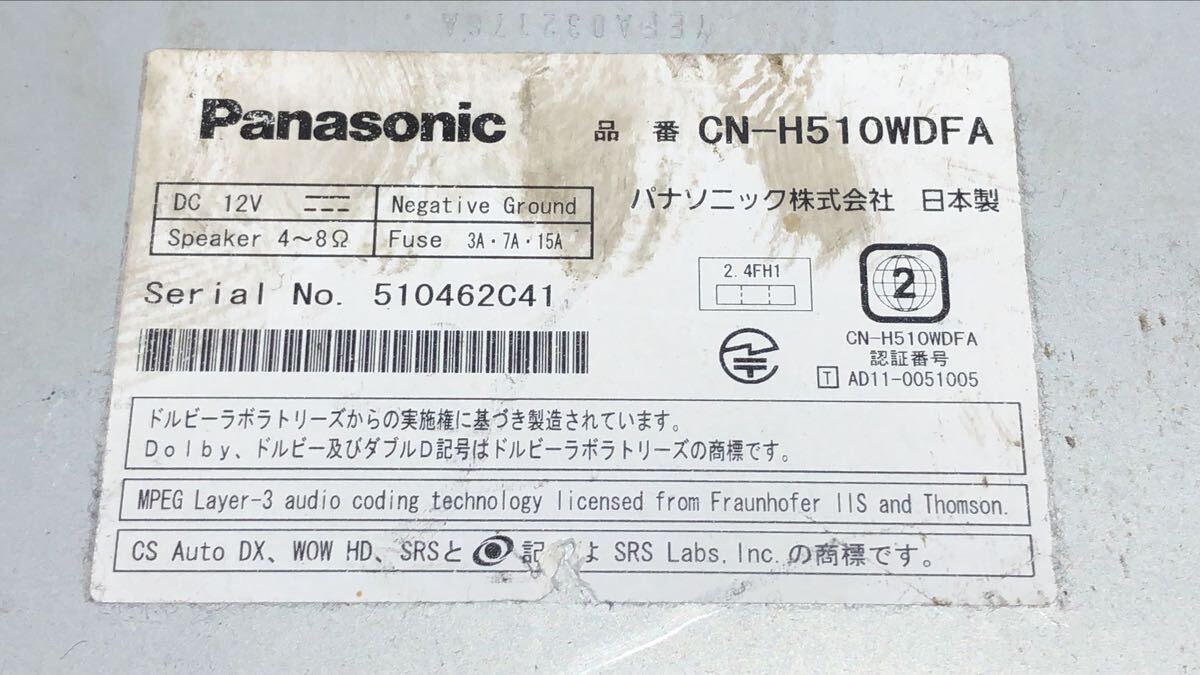 Panasonic
品 番 CN-H510WDFA
DC 12V
Negative Ground
Speaker 4～8Ω
Fuse 3A・7A・15A
パナソニック株式会社 日本製
Serial No. 510462C41
2.4FH1
2
CN-H510WDFA
認証番号
T AD11-0051005
ドルビーラボラトリーズからの実施権に基づき製造されています。
Dolby、ドルビー及びダブルD記号はドルビーラボラトリーズの商標です。
MPEG Layer-3 audio coding technology licensed from Fraunhofer IIS and Thomson.
CS Auto DX、WOW HD、SRSと 記 SRS Labs, Inc.の商標です。